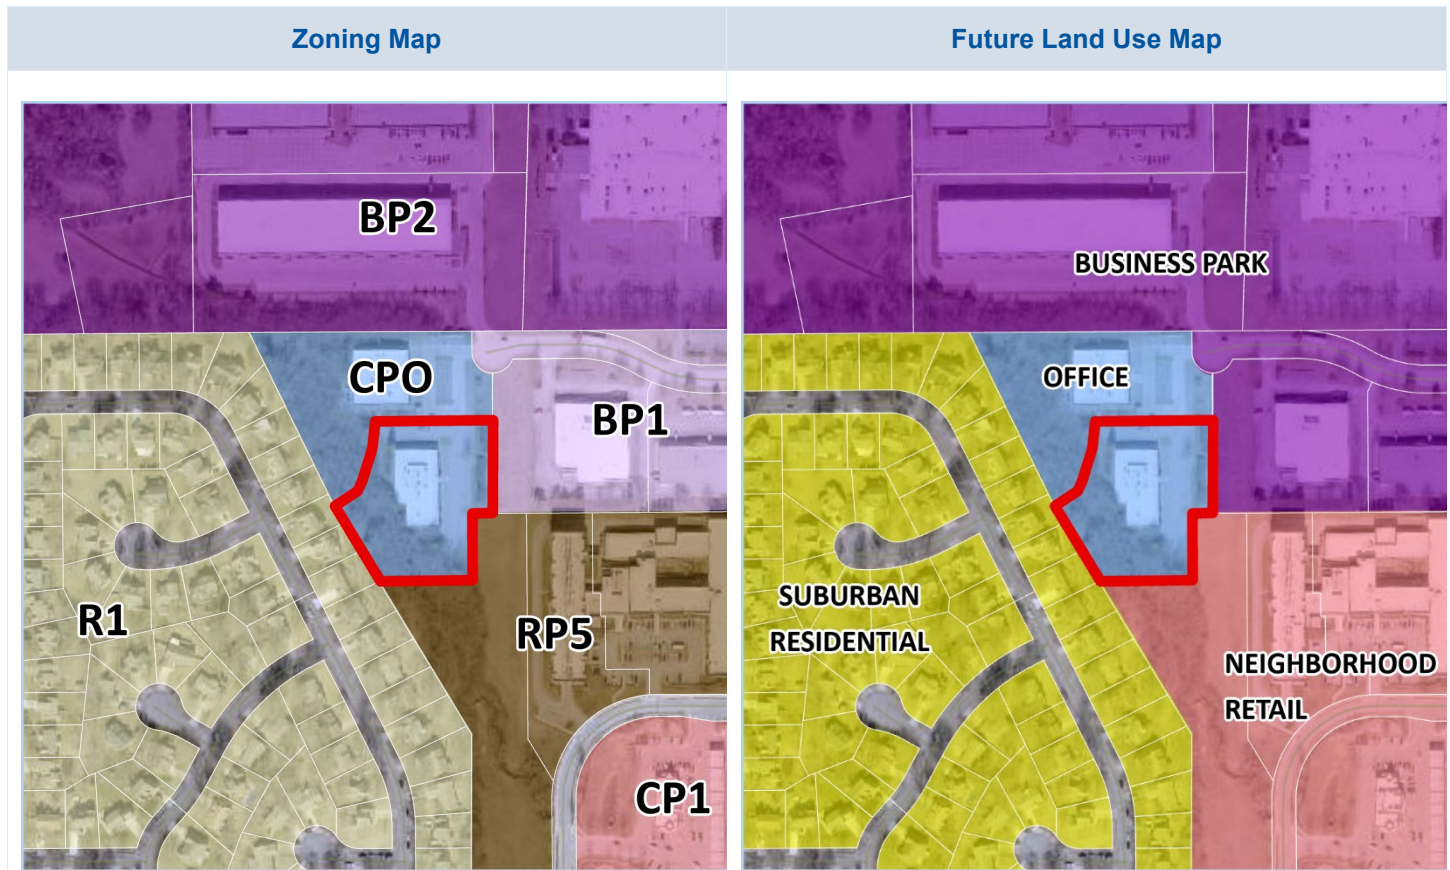 Zoning Map
Future Land Use Map
BP2
CPO
BP1
R1
RP5
CP1
BUSINESS PARK
OFFICE
SUBURBAN
RESIDENTIAL
NEIGHBORHOOD
RETAIL